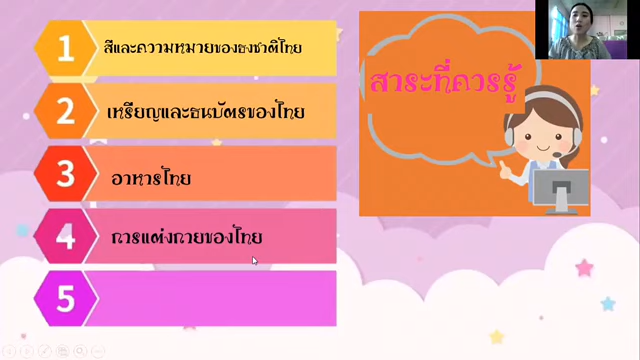 1 สีและความหมายของธงชาติไทย
2 เหรียญและธนบัตรของไทย
3 อาหารไทย
4 การแต่งกายของไทย
5
สาระที่ควรรู้